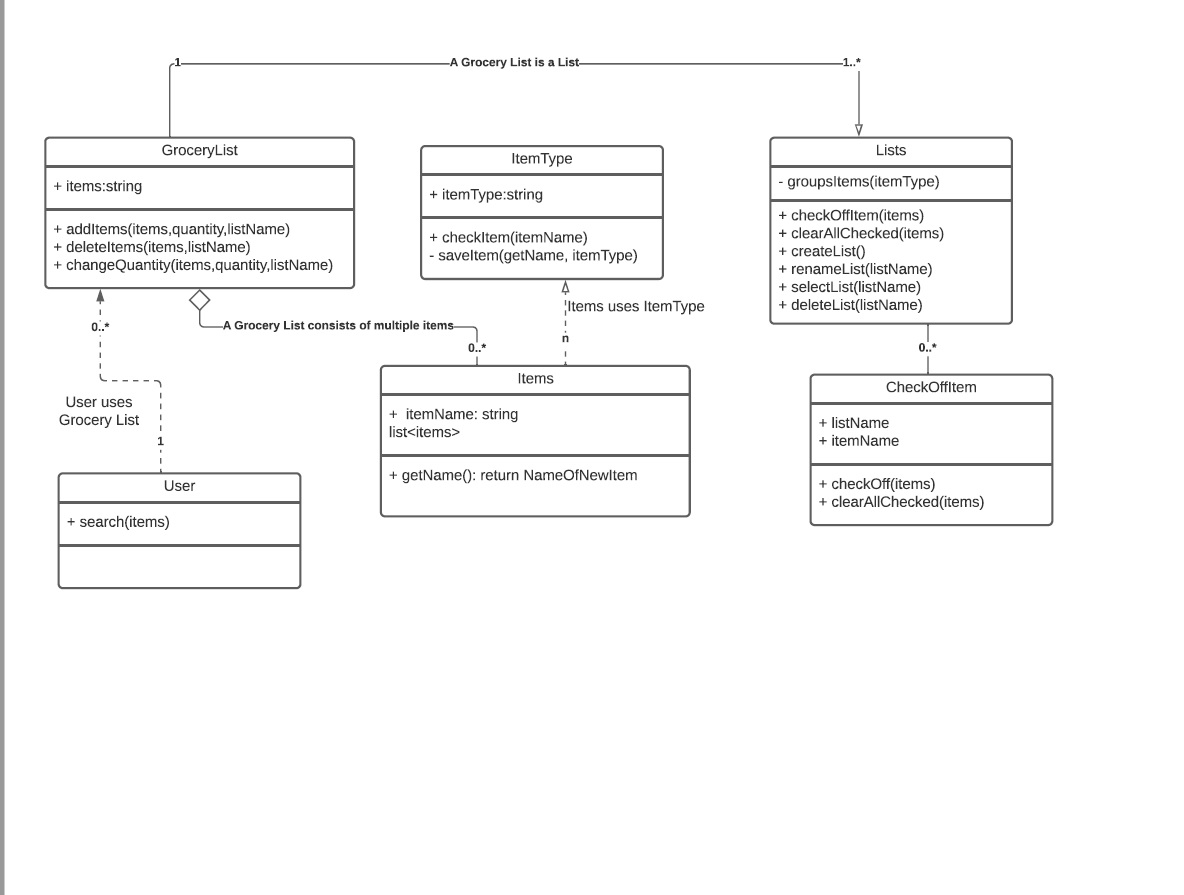 1
A Grocery List is a List
1..*
GroceryList
+ items:string
+ addItems(items,quantity,listName)
+ deleteItems(items,listName)
+ changeQuantity(items,quantity,listName)
ItemType
+ itemType:string
+ checkItem(itemName)
- saveItem(getName, itemType)
Lists
- groupsItems(itemType)
+ checkOffItem(items)
+ clearAllChecked(items)
+ createList()
+ renameList(listName)
+ selectList(listName)
+ deleteList(listName)
0..*
A Grocery List consists of multiple items
0..*
Items uses ItemType
n
0..*
User uses
Grocery List
1
Items
+  itemName: string
list<items>
+ getName(): return NameOfNewItem
CheckOffItem
+ listName
+ itemName
+ checkOff(items)
+ clearAllChecked(items)
User
+ search(items)